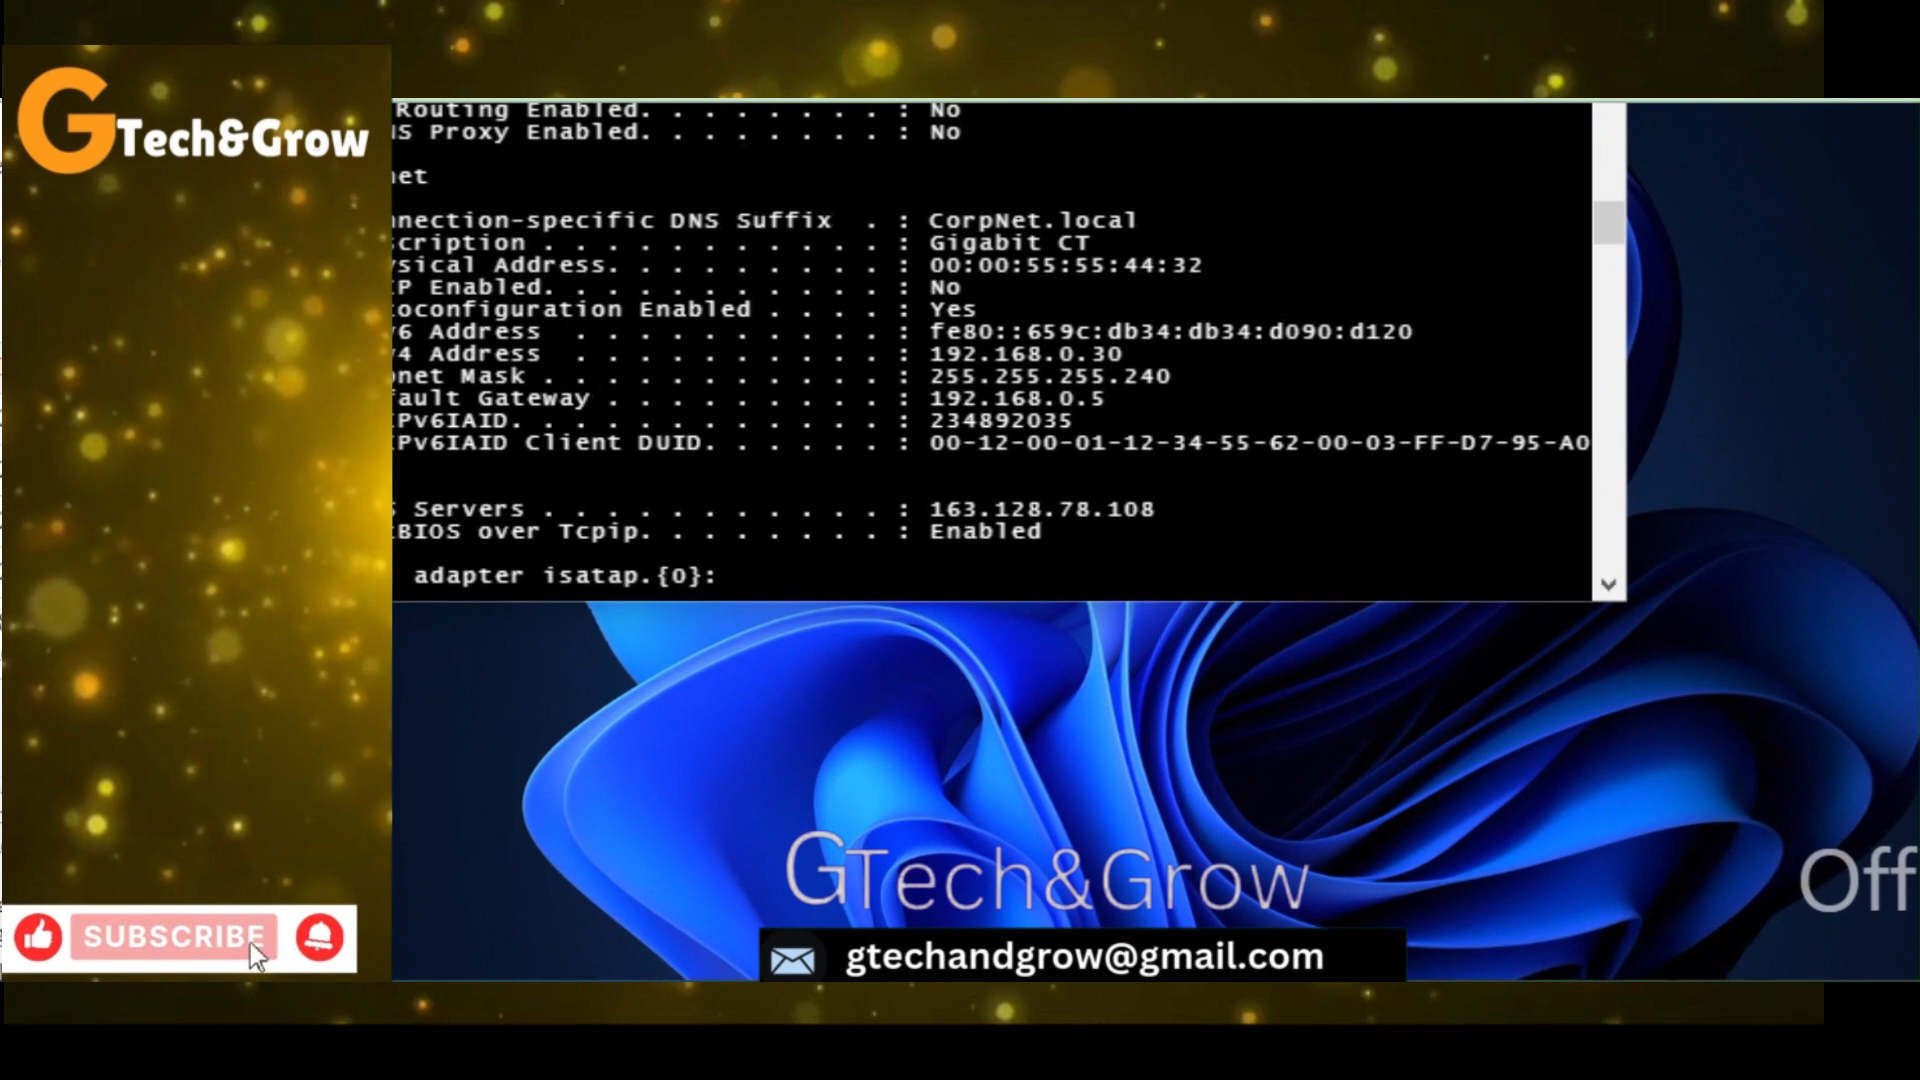 GTech&Grow
Routing Enabled. . . . . . . . : No
S Proxy Enabled. . . . . . . . : No
et
nnection-specific DNS Suffix . : CorpNet.local
cription . . . . . . . . . . . : Gigabit CT
sical Address. . . . . . . . . : 00:00:55:55:44:32
P Enabled. . . . . . . . . . . : No
oconfiguration Enabled . . . . : Yes
6 Address . . . . . . . . . . : fe80::659c:db34:db34:d090:d120
4 Address . . . . . . . . . . : 192.168.0.30
net Mask . . . . . . . . . . . : 255.255.255.240
ault Gateway . . . . . . . . . : 192.168.0.5
Pv6IAID. . . . . . . . . . . . : 234892035
Pv6IAID Client DUID. . . . . . : 00-12-00-01-12-34-55-62-00-03-FF-D7-95-A0
Servers . . . . . . . . . . . : 163.128.78.108
BIOS over Tcpip. . . . . . . . : Enabled
adapter isatap.{0}:
GTech&Grow
Off
SUBSCRIBE
gtechandgrow@gmail.com